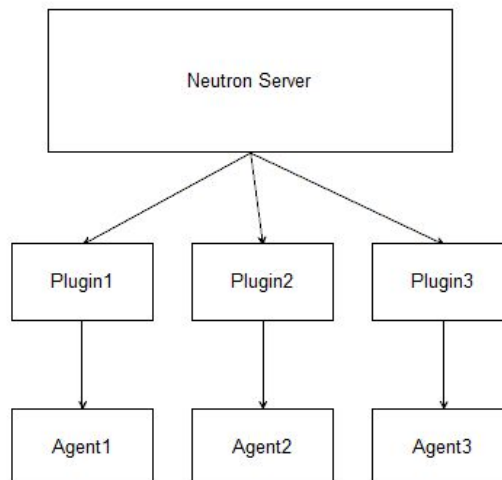 Neutron Server
Plugin1
Plugin2
Plugin3
Agent1
Agent2
Agent3